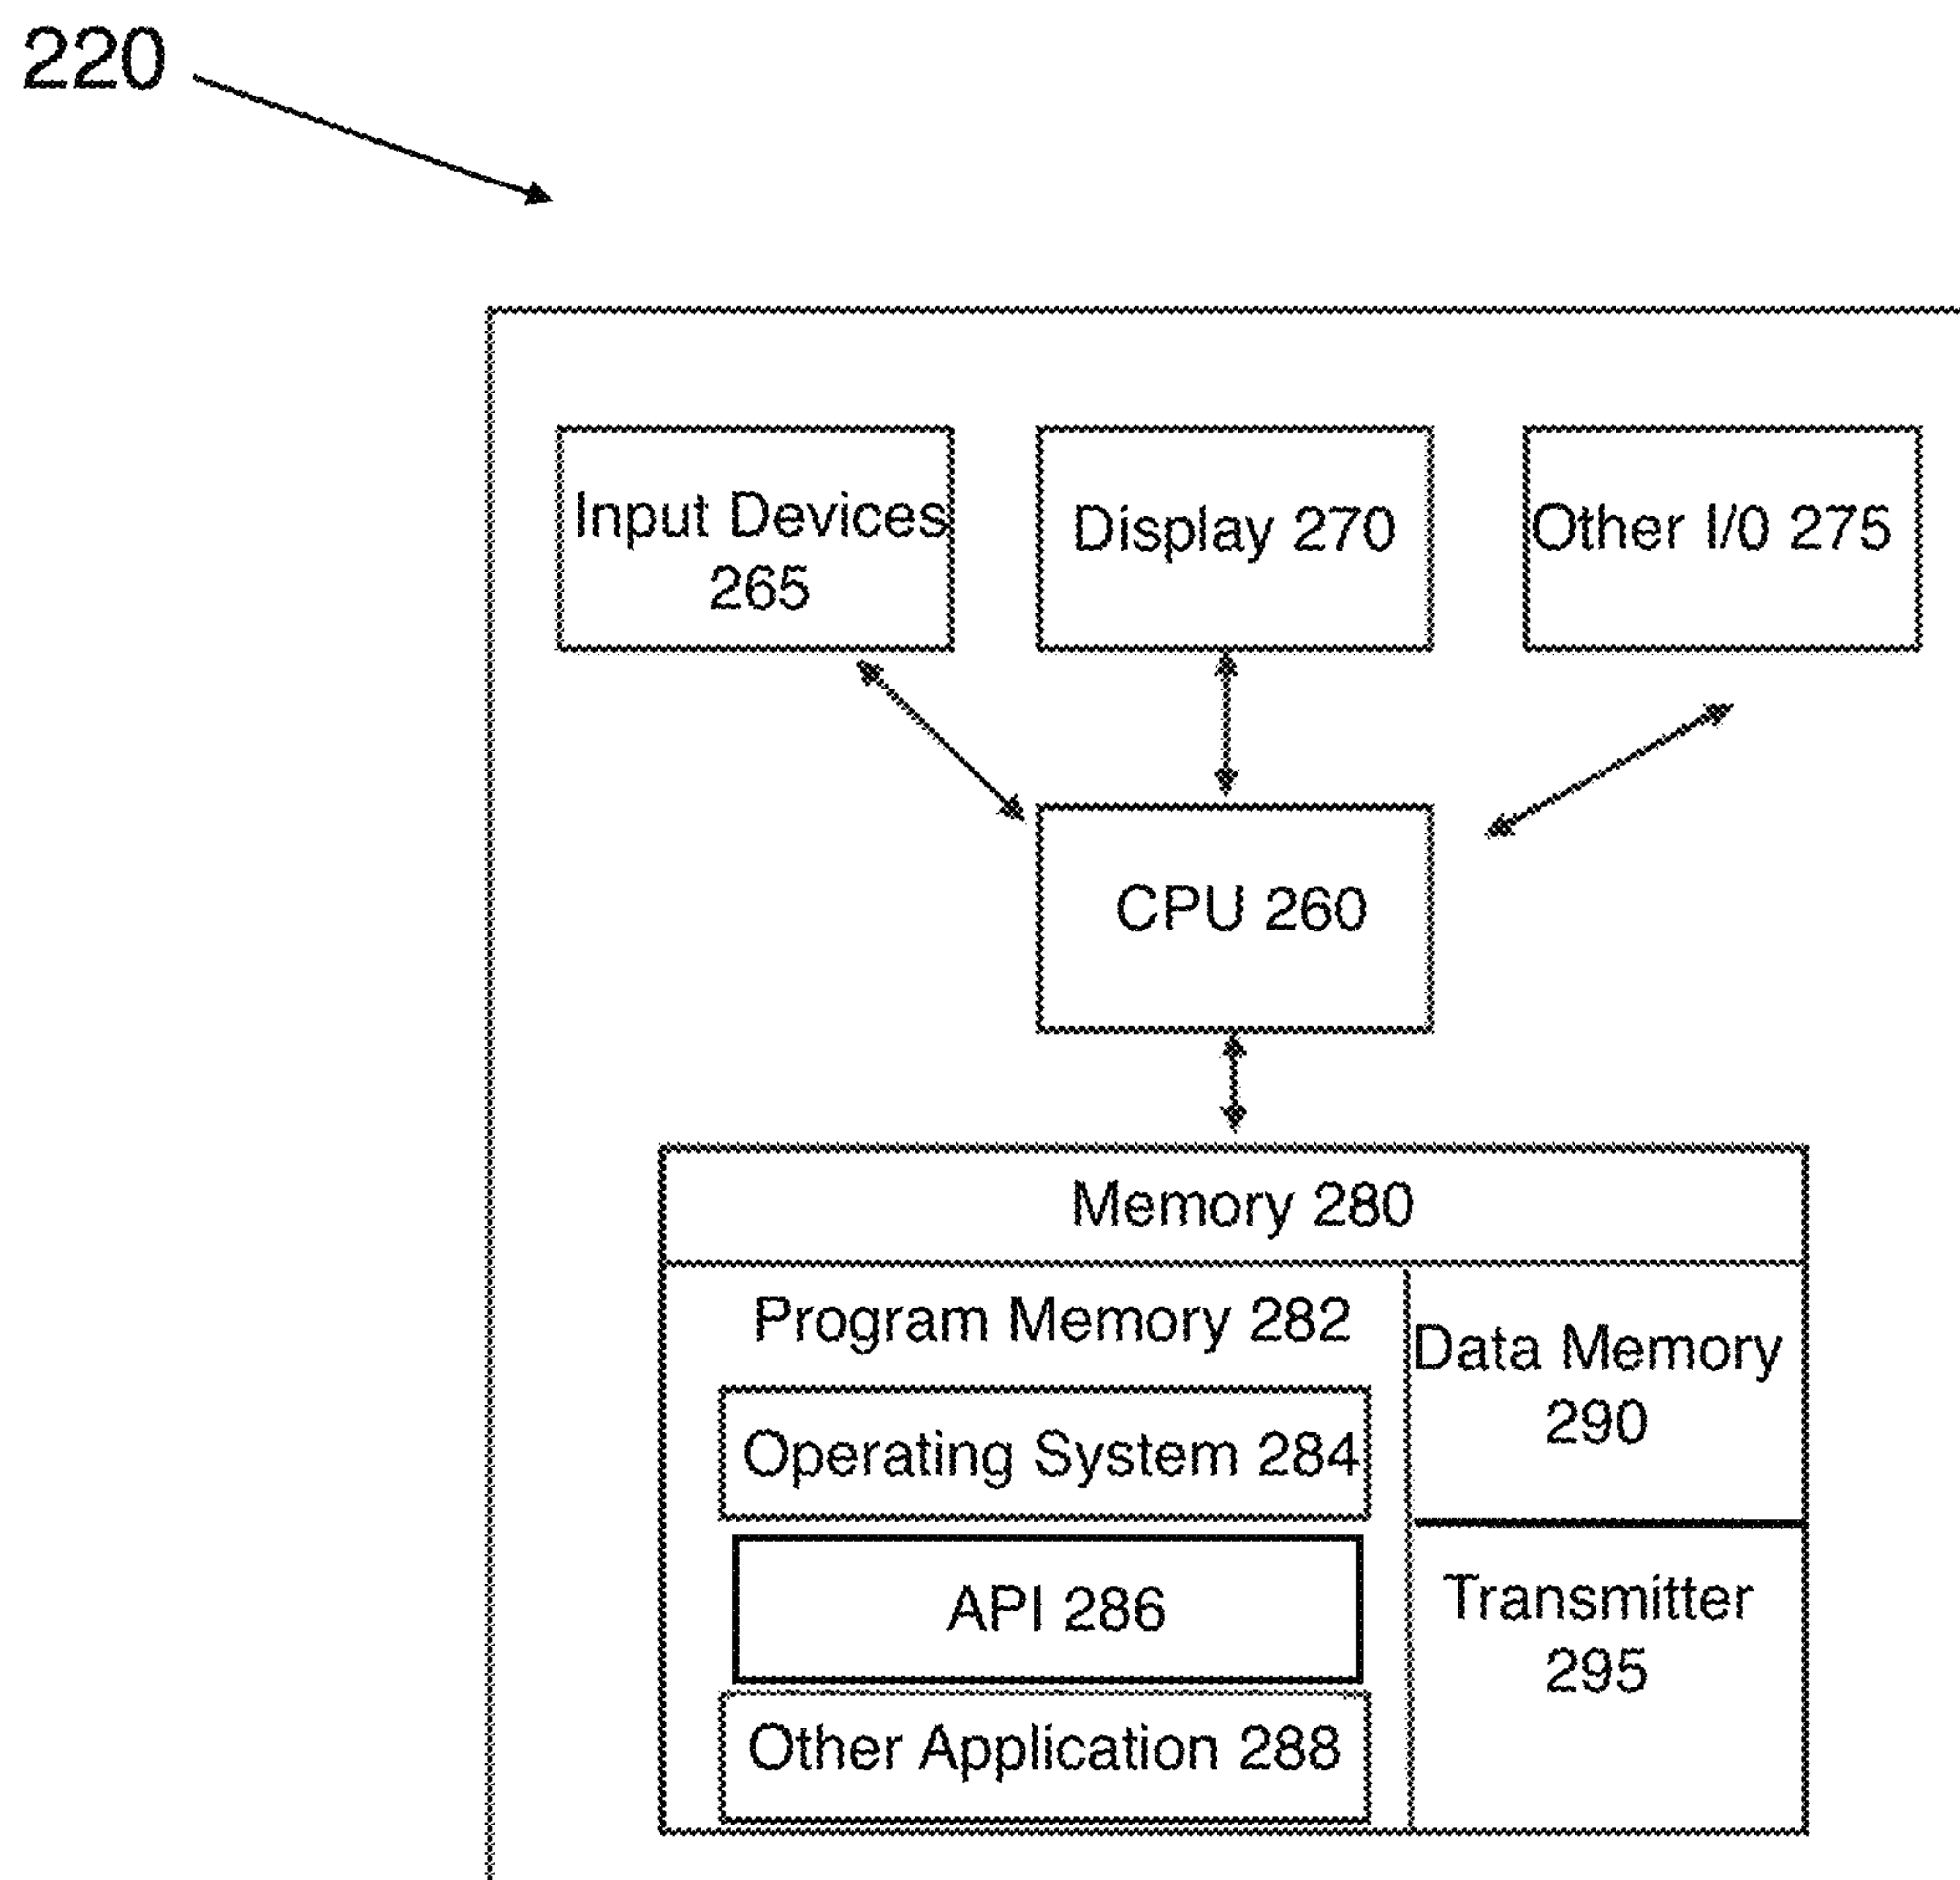 220
Input Devices
265
Display 270
Other I/0 275
CPU 260
Memory 280
Program Memory 282
Operating System 284
API 286
Other Application 288
Data Memory
290
Transmitter
295